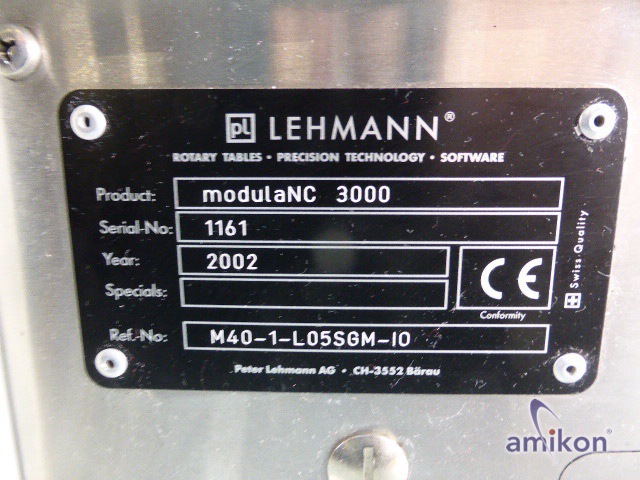 pl LEHMANN®
ROTARY TABLES • PRECISION TECHNOLOGY • SOFTWARE
Product: modulaNC 3000
Serial-No: 1161
Year: 2002
Specials:
CE
Conformity
Swiss Quality
Ref.-No: M40-1-L05SGM-IO
Peter Lehmann AG • CH-3552 Bärau
amikon®